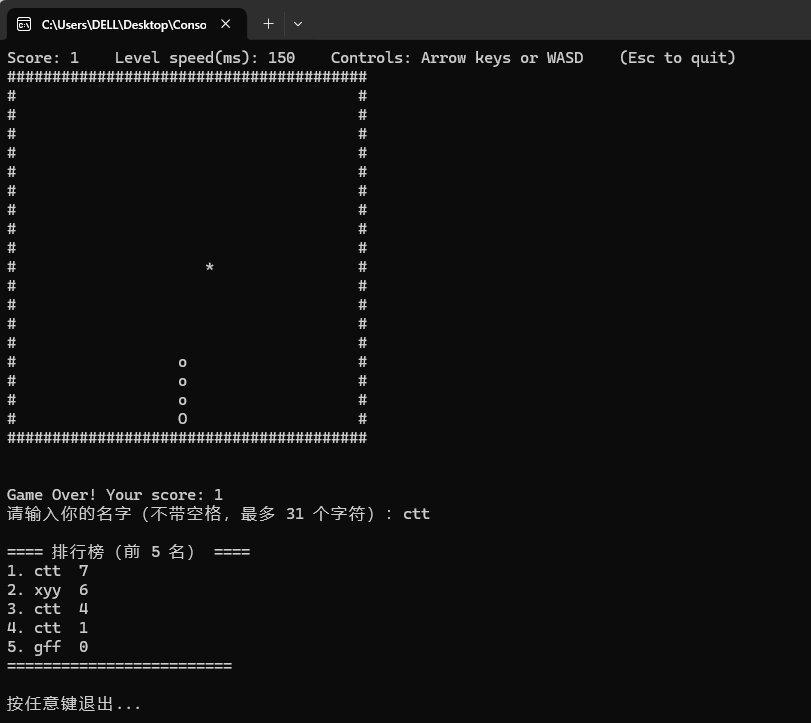 C:\Users\DELL\Desktop\Conso
Score: 1    Level speed(ms): 150    Controls: Arrow keys or WASD    (Esc to quit)
########################################
#                                      #
#                                      #
#                                      #
#                                      #
#                                      #
#                                      #
#                                      #
#                                      #
#                                      #
#                     *                #
#                                      #
#                                      #
#                                      #
#                                      #
#                  o                   #
#                  o                   #
#                  o                   #
#                  O                   #
########################################
Game Over! Your score: 1
请输入你的名字（不带空格，最多 31 个字符）: ctt
==== 排行榜（前 5 名） ====
1. ctt  7
2. xyy  6
3. ctt  4
4. ctt  1
5. gff  0
=========================
按任意键退出...